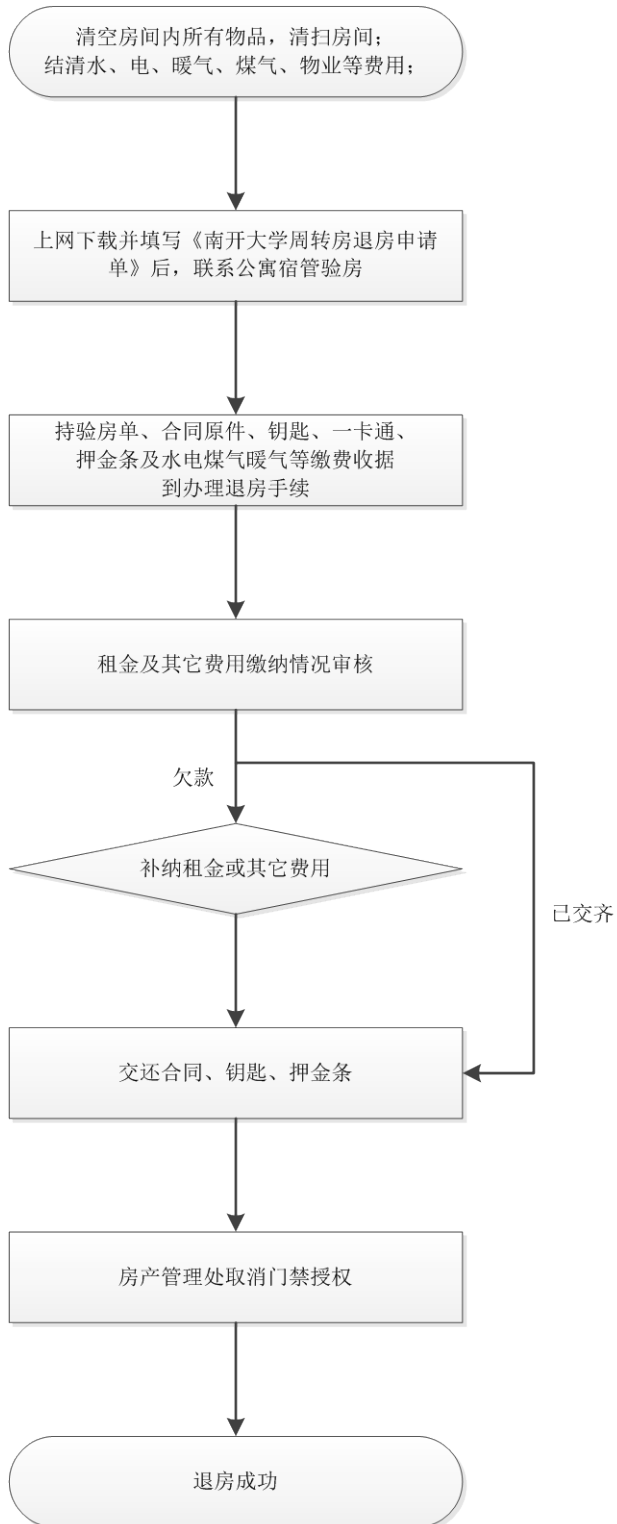 清空房间内所有物品，清扫房间；
结清水、电、暖气、煤气、物业等费用；
上网下载并填写《南开大学周转房退房申请
单》后，联系公寓宿管验房
持验房单、合同原件、钥匙、一卡通、
押金条及水电煤气暖气等缴费收据
到办理退房手续
租金及其它费用缴纳情况审核
欠款
补纳租金或其它费用
已交齐
交还合同、钥匙、押金条
房产管理处取消门禁授权
退房成功